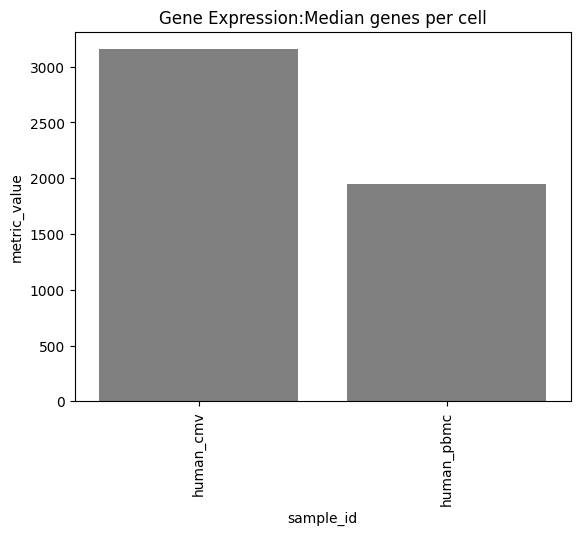 Gene Expression:Median genes per cell
metric_value
3000
2500
2000
1500
1000
500
0
human_cmv
human_pbmc
sample_id